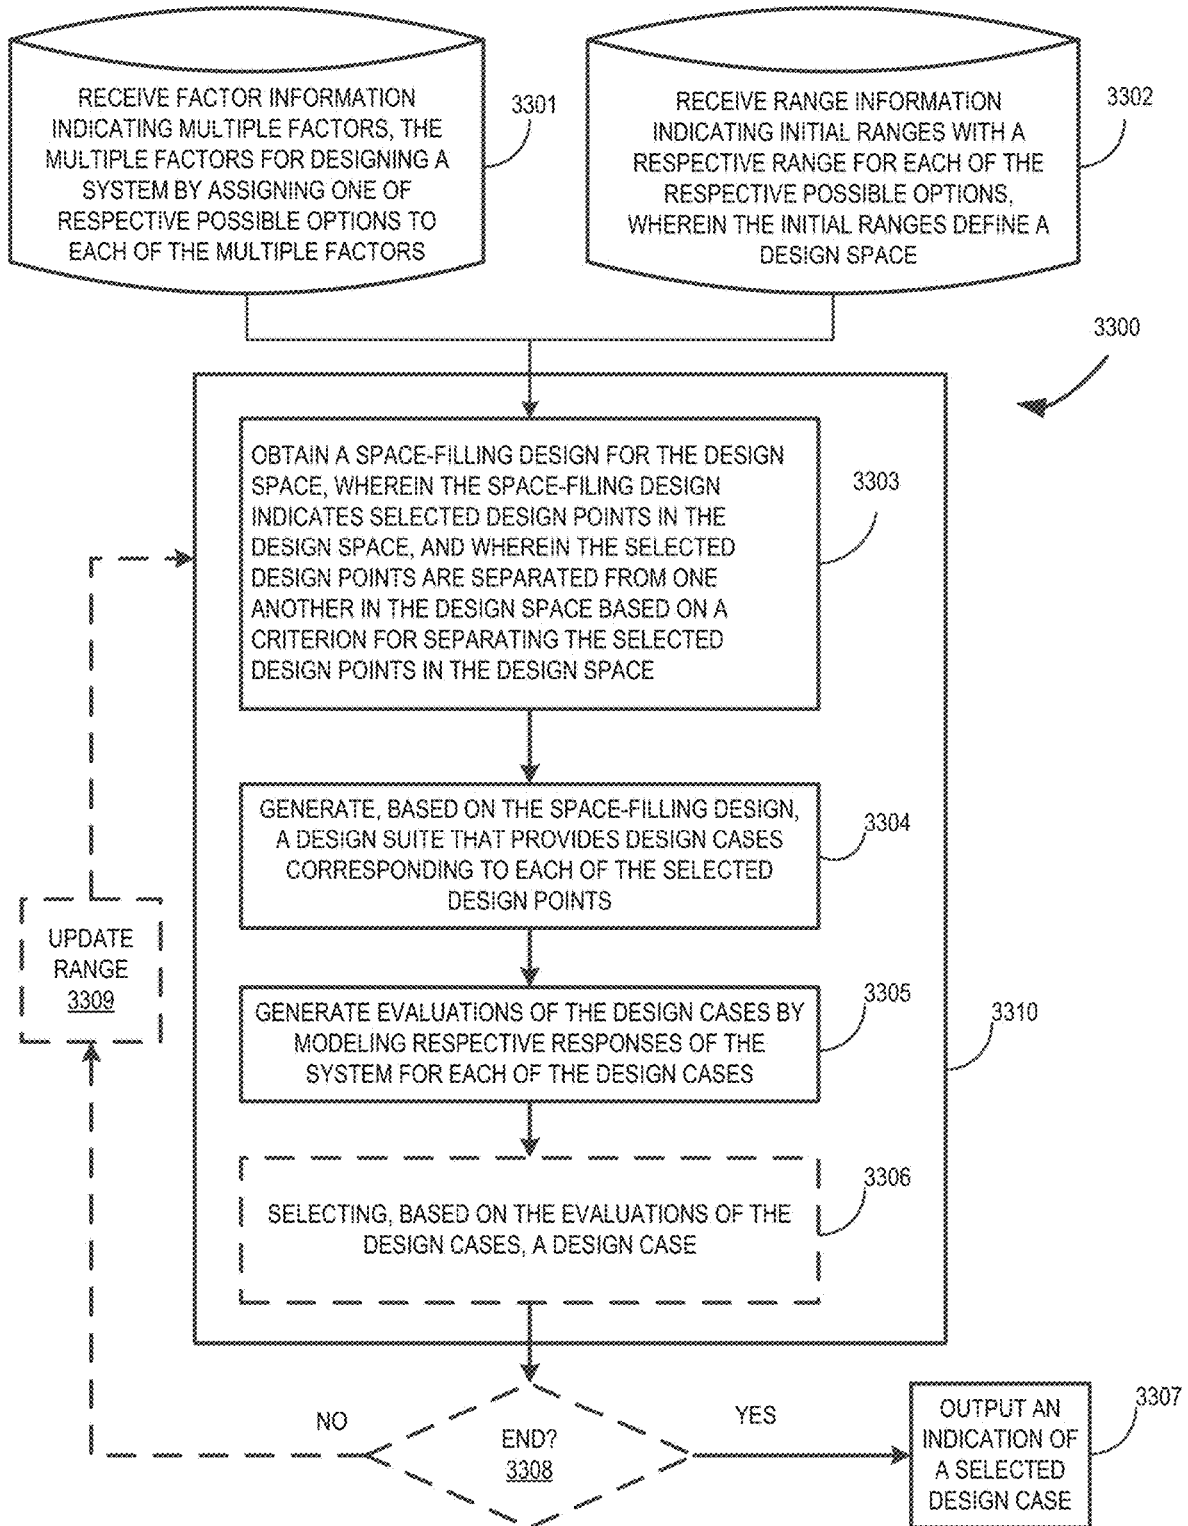 RECEIVE FACTOR INFORMATION
INDICATING MULTIPLE FACTORS, THE
MULTIPLE FACTORS FOR DESIGNING A
SYSTEM BY ASSIGNING ONE OF
RESPECTIVE POSSIBLE OPTIONS TO
EACH OF THE MULTIPLE FACTORS
3301
RECEIVE RANGE INFORMATION
INDICATING INITIAL RANGES WITH A
RESPECTIVE RANGE FOR EACH OF THE
RESPECTIVE POSSIBLE OPTIONS,
WHEREIN THE INITIAL RANGES DEFINE A
DESIGN SPACE
3302
3300
OBTAIN A SPACE-FILLING DESIGN FOR THE DESIGN
SPACE, WHEREIN THE SPACE-FILING DESIGN
INDICATES SELECTED DESIGN POINTS IN THE
DESIGN SPACE, AND WHEREIN THE SELECTED
DESIGN POINTS ARE SEPARATED FROM ONE
ANOTHER IN THE DESIGN SPACE BASED ON A
CRITERION FOR SEPARATING THE SELECTED
DESIGN POINTS IN THE DESIGN SPACE
3303
GENERATE, BASED ON THE SPACE-FILLING DESIGN,
A DESIGN SUITE THAT PROVIDES DESIGN CASES
CORRESPONDING TO EACH OF THE SELECTED
DESIGN POINTS
3304
UPDATE
RANGE
3309
GENERATE EVALUATIONS OF THE DESIGN CASES BY
MODELING RESPECTIVE RESPONSES OF THE
SYSTEM FOR EACH OF THE DESIGN CASES
3305
3310
SELECTING, BASED ON THE EVALUATIONS OF THE
DESIGN CASES, A DESIGN CASE
3306
NO
END?
3308
YES
OUTPUT AN
INDICATION OF
A SELECTED
DESIGN CASE
3307